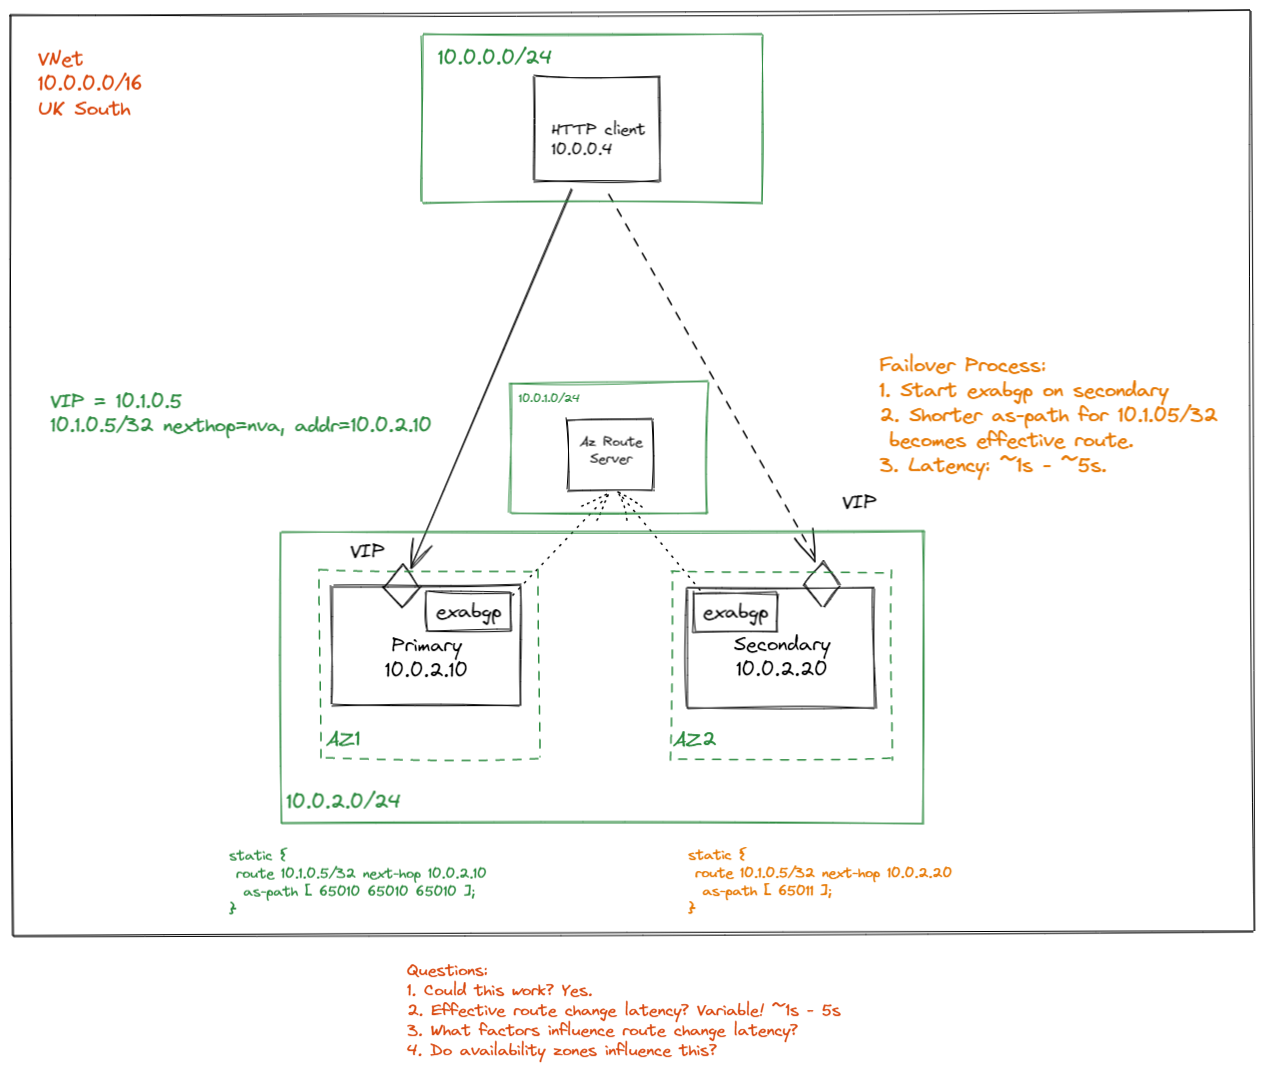 VNet
10.0.0.0/16
UK South
10.0.0.0/24
HTTP client
10.0.0.4
VIP = 10.1.0.5
10.1.0.5/32 nexthop=nva, addr=10.0.2.10
10.0.1.0/24
Az Route
Server
Failover Process:
1. Start exabgp on secondary
2. Shorter as-path for 10.1.05/32
becomes effective route.
3. Latency: ~1s - ~5s.
VIP
VIP
exabgp
Primary
10.0.2.10
AZ1
exabgp
Secondary
10.0.2.20
AZ2
10.0.2.0/24
static {
route 10.1.0.5/32 next-hop 10.0.2.10
as-path [ 65010 65010 65010 ];
}
static {
route 10.1.0.5/32 next-hop 10.0.2.20
as-path [ 65011 ];
}
Questions:
1. Could this work? Yes.
2. Effective route change latency? Variable! ~1s - 5s
3. What factors influence route change latency?
4. Do availability zones influence this?